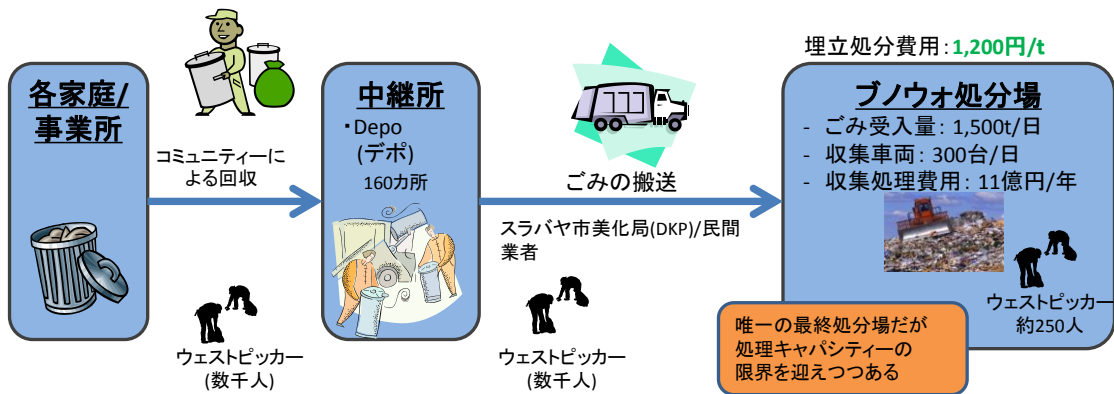 各家庭/
事業所
コミュニティーに
よる回収
ウェストピッカー
(数千人)
中継所
・Depo
(デポ)
160カ所
ごみの搬送
スラバヤ市美化局(DKP)/民間
業者
ウェストピッカー
(数千人)
埋立処分費用：1,200円/t
ブノウォ処分場
- ごみ受入量：1,500t/日
- 収集車両：300台/日
- 収集処理費用：11億円/年
ウェストピッカー
約250人
唯一の最終処分場だが
処理キャパシティーの
限界を迎えつつある